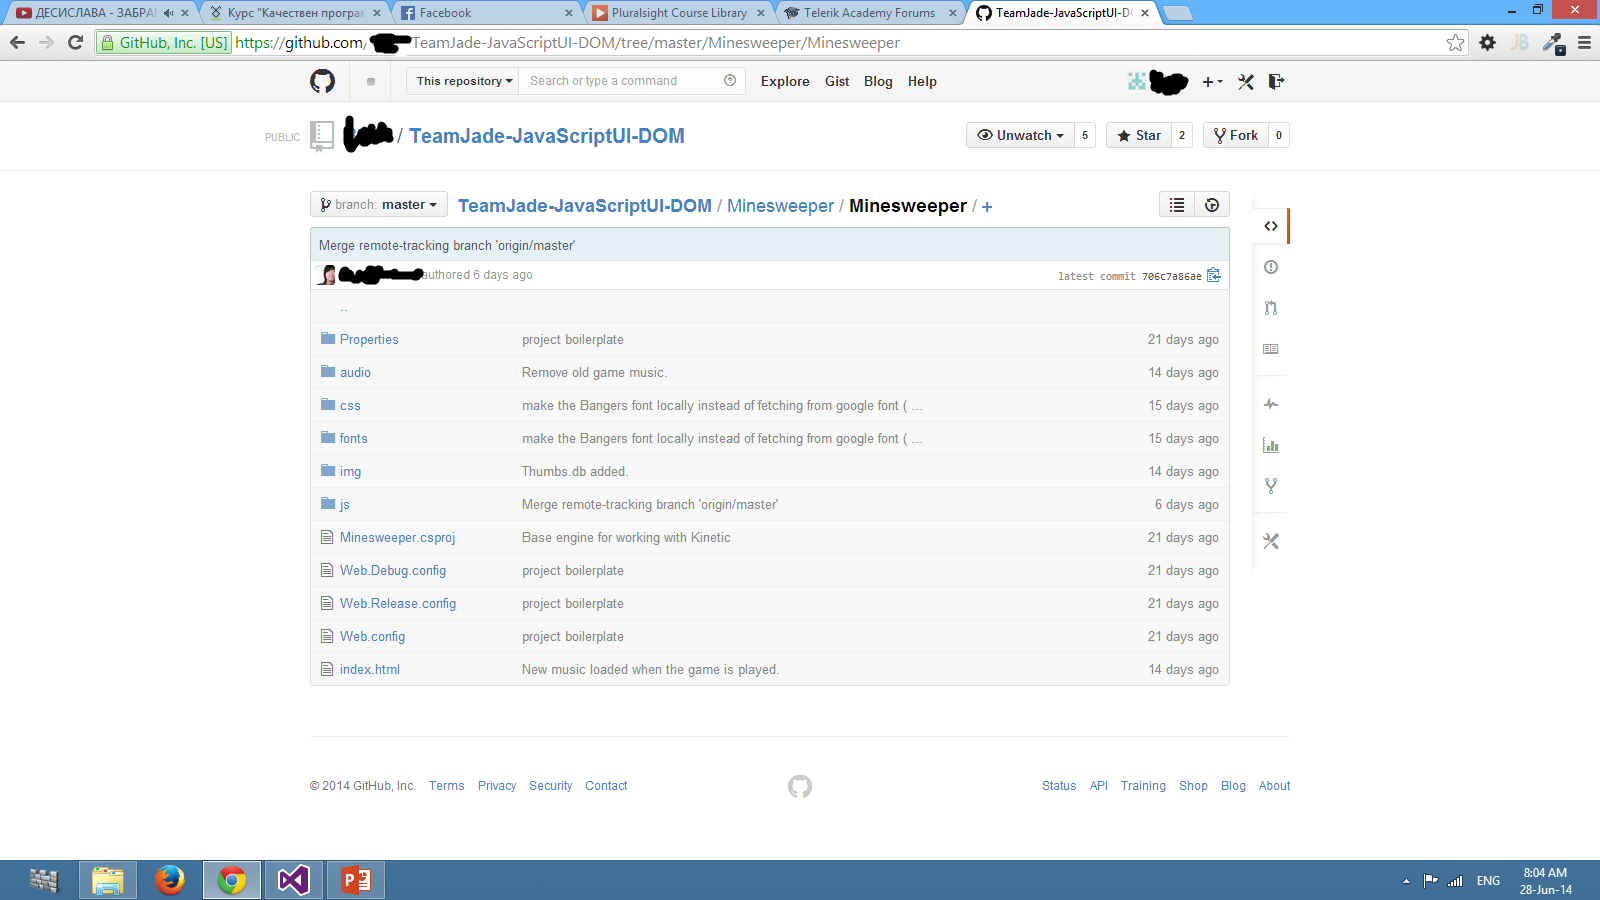 ДЕСИСЛАВА - ЗАБРА
Курс "Качествен програм
Facebook
Pluralsight Course Library
Telerik Academy Forums
TeamJade-JavaScriptUI-D
GitHub, Inc. [US] https://github.com/ TeamJade-JavaScriptUI-DOM/tree/master/Minesweeper/Minesweeper
JB
This repository Search or type a command Explore Gist Blog Help
PUBLIC / TeamJade-JavaScriptUI-DOM Unwatch 5 Star 2 Fork 0
branch: master TeamJade-JavaScriptUI-DOM / Minesweeper / Minesweeper / +
Merge remote-tracking branch 'origin/master'
authored 6 days ago latest commit 706c7a86ae
..
Properties project boilerplate 21 days ago
audio Remove old game music. 14 days ago
css make the Bangers font locally instead of fetching from google font ( … 15 days ago
fonts make the Bangers font locally instead of fetching from google font ( … 15 days ago
img Thumbs.db added. 14 days ago
js Merge remote-tracking branch 'origin/master' 6 days ago
Minesweeper.csproj Base engine for working with Kinetic 21 days ago
Web.Debug.config project boilerplate 21 days ago
Web.Release.config project boilerplate 21 days ago
Web.config project boilerplate 21 days ago
index.html New music loaded when the game is played. 14 days ago
© 2014 GitHub, Inc. Terms Privacy Security Contact Status API Training Shop Blog About
ENG 8:04 AM
28-Jun-14